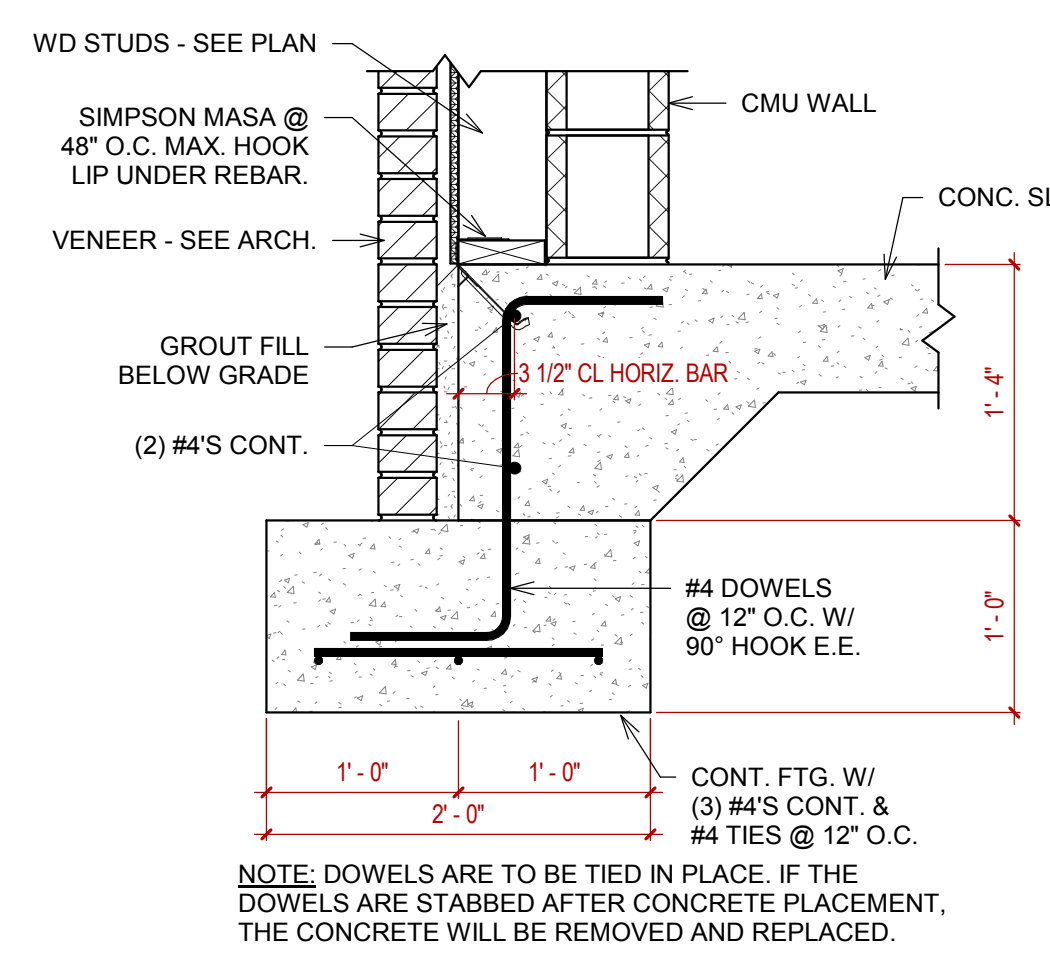 WD STUDS - SEE PLAN
SIMPSON MASA @
48" O.C. MAX. HOOK
LIP UNDER REBAR.
VENEER - SEE ARCH.
GROUT FILL
BELOW GRADE
(2) #4'S CONT.
CMU WALL
CONC.
3 1/2" CL HORIZ. BAR
1' - 4"
#4 DOWELS
@ 12" O.C. W/
90° HOOK E.E.
1' - 0"
1' - 0"
1' - 0"
2' - 0"
CONT. FTG. W/
(3) #4'S CONT. &
#4 TIES @ 12" O.C.
NOTE: DOWELS ARE TO BE TIED IN PLACE. IF THE
DOWELS ARE STABBED AFTER CONCRETE PLACEMENT,
THE CONCRETE WILL BE REMOVED AND REPLACED.